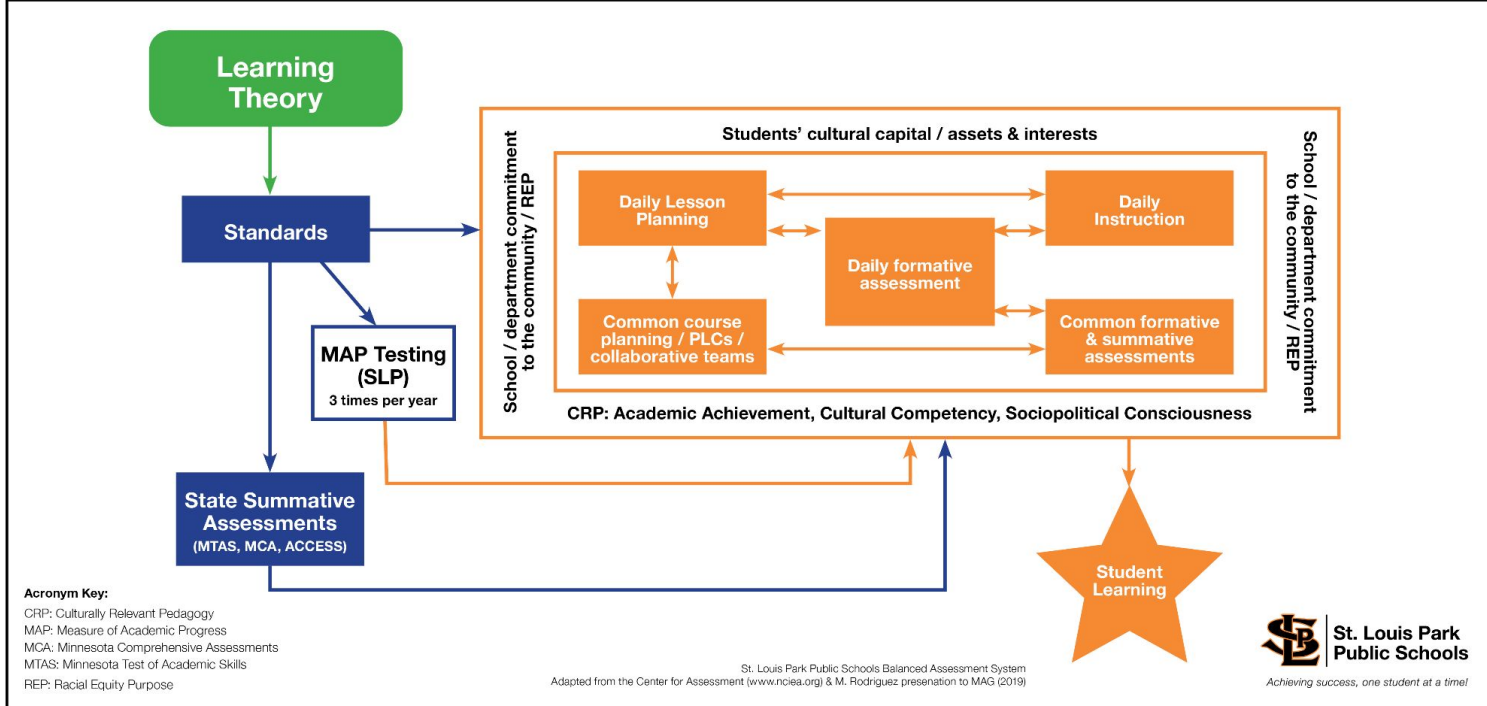 Learning
Theory
Standards
MAP Testing
(SLP)
3 times per year
State Summative
Assessments
(MTAS, MCA, ACCESS)
Students’ cultural capital / assets & interests
School / department commitment
to the community / REP
Daily Lesson
Planning
Daily
Instruction
Daily formative
assessment
Common course
planning / PLCs /
collaborative teams
Common formative
& summative
assessments
School / department commitment
to the community / REP
CRP: Academic Achievement, Cultural Competency, Sociopolitical Consciousness
Student
Learning
Acronym Key:
CRP: Culturally Relevant Pedagogy
MAP: Measure of Academic Progress
MCA: Minnesota Comprehensive Assessments
MTAS: Minnesota Test of Academic Skills
REP: Racial Equity Purpose
St. Louis Park Public Schools Balanced Assessment System
Adapted from the Center for Assessment (www.nciea.org) & M. Rodriguez presenation to MAG (2019)
SLP
St. Louis Park
Public Schools
Achieving success, one student at a time!